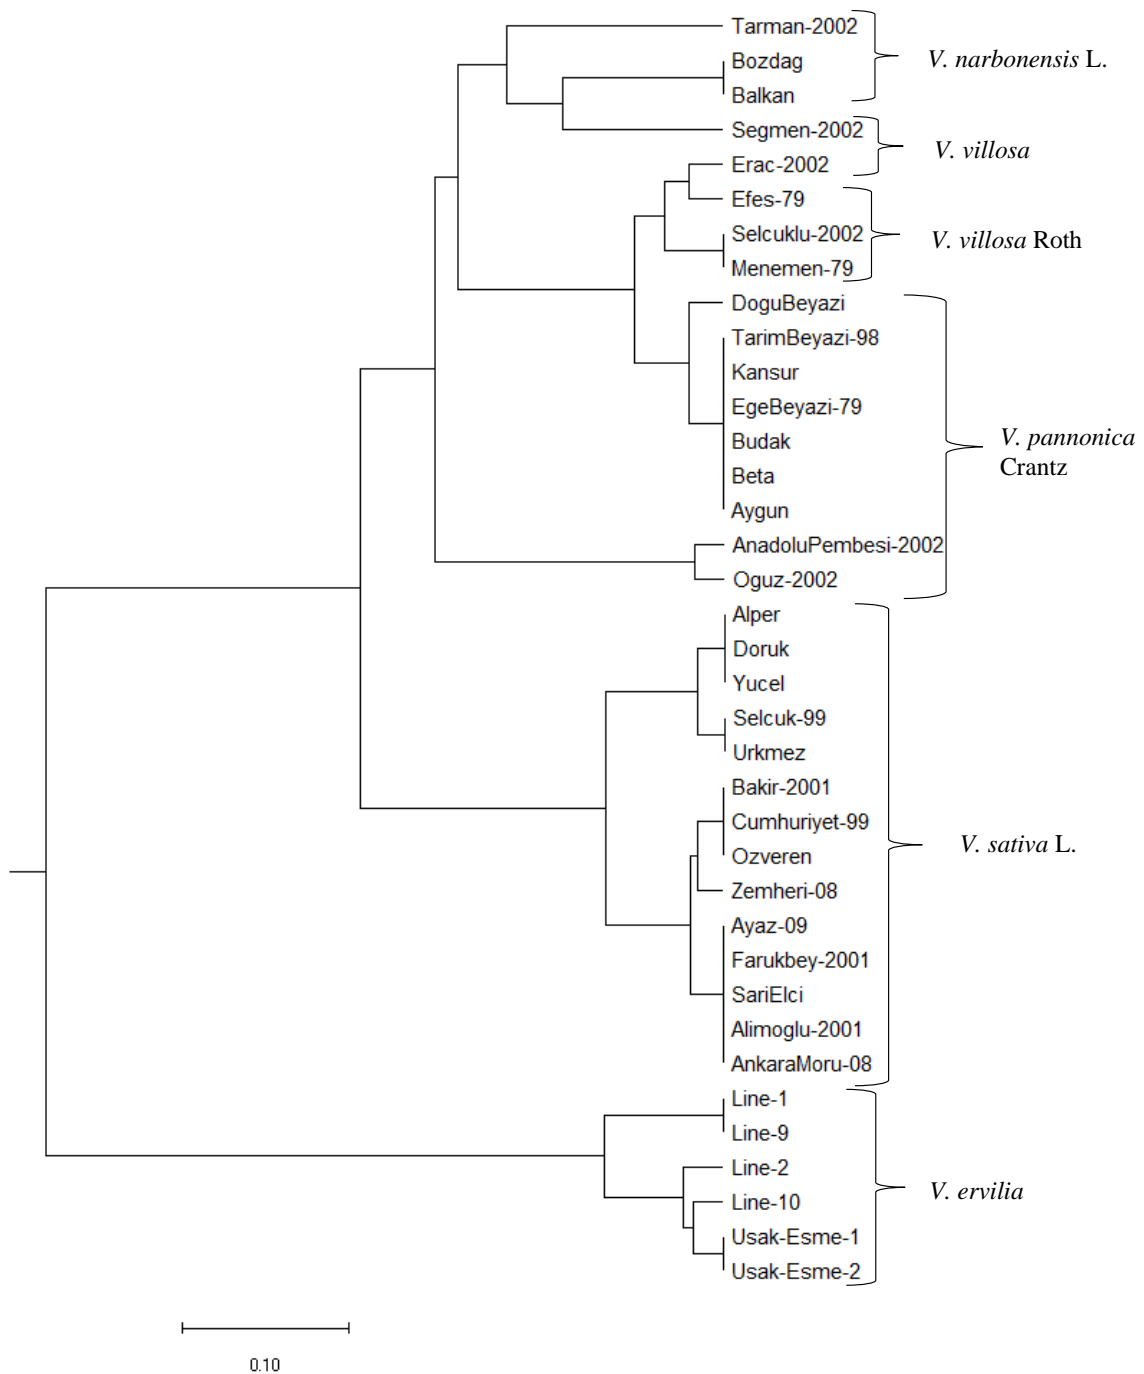 Tarman-2002
Bozdag
Balkan
V. narbonensis L.
Segmen-2002
Erac-2002
V. villosa
Efes-79
Selcuklu-2002
Menemen-79
V. villosa Roth
DoguBeyazi
TarimBeyazi-98
Kansur
EgeBeyazi-79
Budak
Beta
Aygun
AnadoluPembesi-2002
Oguz-2002
V. pannonica
Crantz
Alper
Doruk
Yucel
Selcuk-99
Urkmez
Bakir-2001
Cumhuriyet-99
Ozveren
Zemheri-08
Ayaz-09
Farukbey-2001
SariElci
Alimoglu-2001
AnkaraMoru-08
V. sativa L.
Line-1
Line-9
Line-2
Line-10
Usak-Esme-1
Usak-Esme-2
V. ervilia
0.10